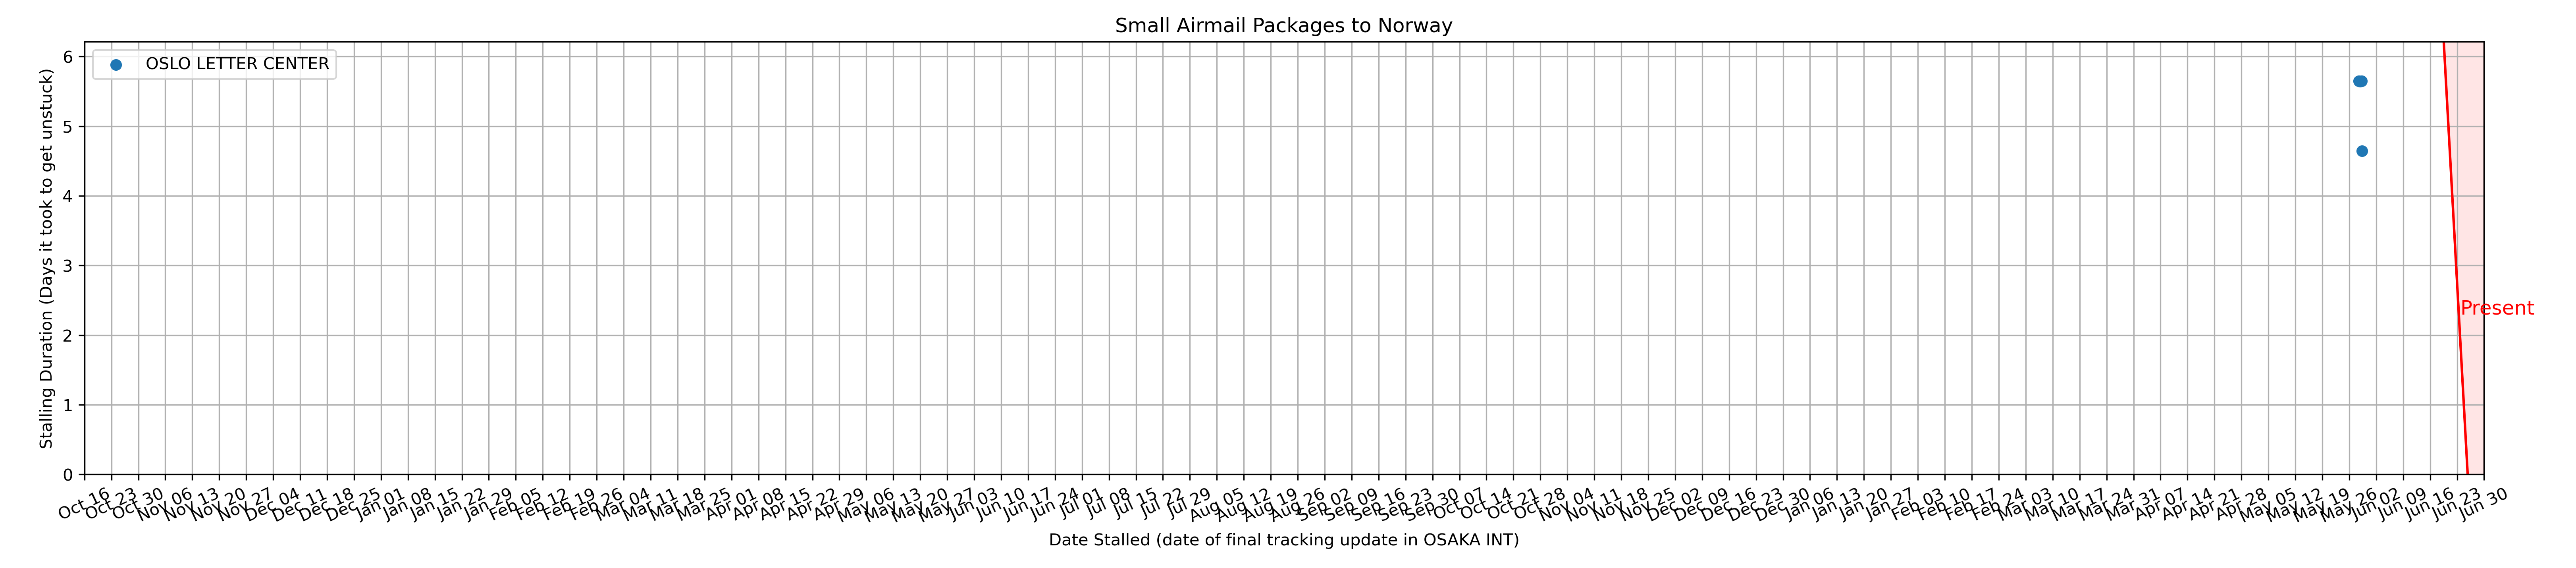 Small Airmail Packages to Norway
OSLO LETTER CENTER
Stalling Duration (Days it took to get unstuck)
6
5
4
3
2
1
0
Present
Oct 16 Oct 23 Oct 30 Nov 06 Nov 13 Nov 20 Nov 27 Dec 04 Dec 11 Dec 18 Dec 25 Jan 01 Jan 08 Jan 15 Jan 22 Jan 29 Feb 05 Feb 12 Feb 19 Feb 26 Mar 04 Mar 11 Mar 18 Mar 25 Apr 01 Apr 08 Apr 15 Apr 22 Apr 29 May 06 May 13 May 20 May 27 Jun 03 Jun 10 Jun 17 Jun 24 Jul 01 Jul 08 Jul 15 Jul 22 Jul 29 Aug 05 Aug 12 Aug 19 Aug 26 Sep 02 Sep 09 Sep 16 Sep 23 Sep 30 Oct 07 Oct 14 Oct 21 Oct 28 Nov 04 Nov 11 Nov 18 Nov 25 Dec 02 Dec 09 Dec 16 Dec 23 Dec 30 Jan 06 Jan 13 Jan 20 Jan 27 Feb 03 Feb 10 Feb 17 Feb 24 Mar 03 Mar 10 Mar 17 Mar 24 Mar 31 Apr 07 Apr 14 Apr 21 Apr 28 May 05 May 12 May 19 May 26 Jun 02 Jun 09 Jun 16 Jun 23 Jun 30
Date Stalled (date of final tracking update in OSAKA INT)